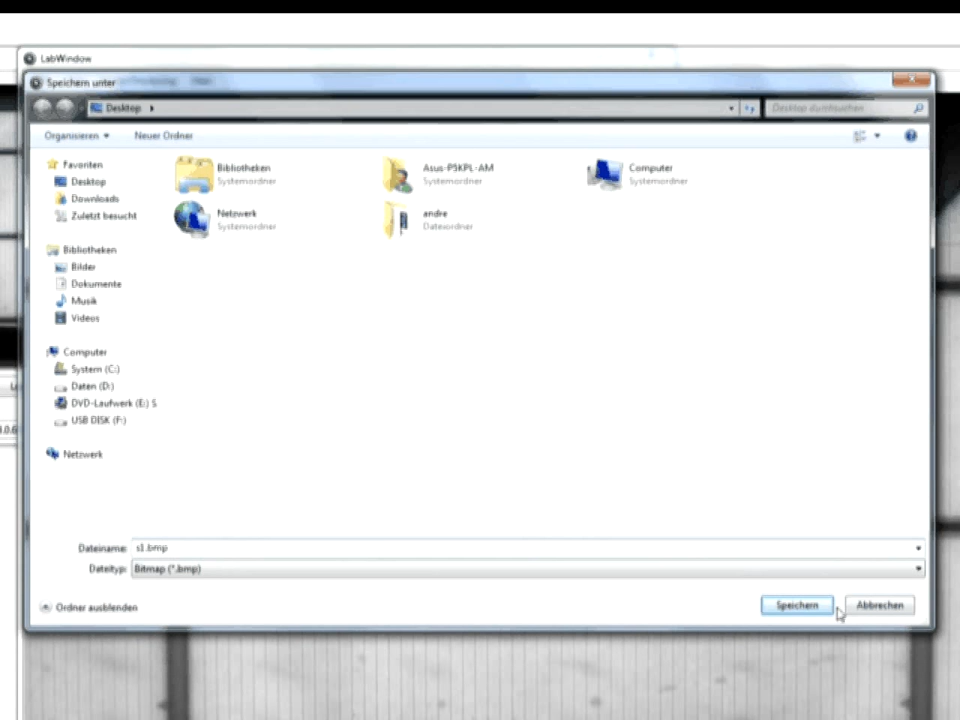 LabWindow
Speichern unter
Desktop
Desktop durchsuchen
Organisieren
Neuer Ordner
Favoriten
Desktop
Downloads
Zuletzt besucht
Bibliotheken
Bilder
Dokumente
Musik
Videos
Computer
System (C:)
Daten (D:)
DVD-Laufwerk (E:) S
USB DISK (F:)
Netzwerk
Bibliotheken
Systemordner
Asus-P5KPL-AM
Systemordner
Computer
Systemordner
Netzwerk
Systemordner
andre
Dateiordner
Dateiname: s1.bmp
Dateityp: Bitmap (*.bmp)
Ordner ausblenden
Speichern
Abbrechen